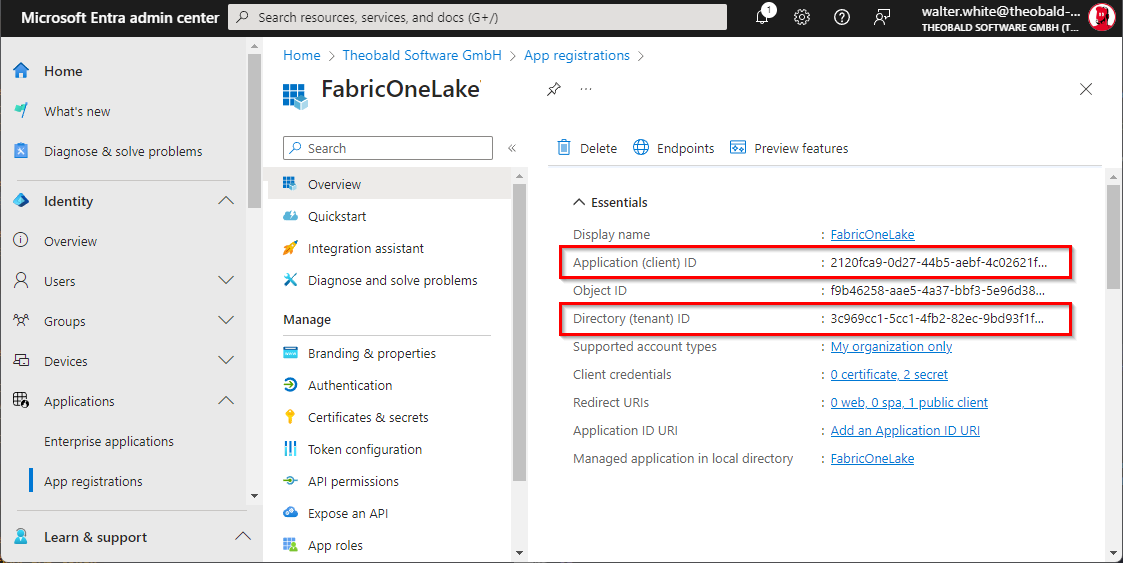 Microsoft Entra admin center
Search resources, services, and docs (G+/)
1
walter.white@theobald-...
THEOBALD SOFTWARE GMBH (T...
Home
What's new
Diagnose & solve problems
Identity
Overview
Users
Groups
Devices
Applications
Enterprise applications
App registrations
Learn & support
Home > Theobald Software GmbH > App registrations >
FabricOneLake
...
Search
«
Overview
Quickstart
Integration assistant
Diagnose and solve problems
Manage
Branding & properties
Authentication
Certificates & secrets
Token configuration
API permissions
Expose an API
App roles
Delete
Endpoints
Preview features
Essentials
Display name : FabricOneLake
Application (client) ID : 2120fca9-0d27-44b5-aebf-4c02621f...
Object ID : f9b46258-aae5-4a37-bbf3-5e96d38...
Directory (tenant) ID : 3c969cc1-5cc1-4fb2-82ec-9bd93f1f...
Supported account types : My organization only
Client credentials : 0 certificate, 2 secret
Redirect URIs : 0 web, 0 spa, 1 public client
Application ID URI : Add an Application ID URI
Managed application in local directory : FabricOneLake